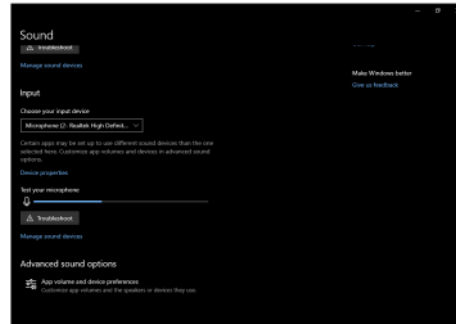 Sound
Troubleshoot
Manage sound devices
Make Windows better
Give us feedback
Input
Choose your input device
Microphone (2- Realtek High Definit...
Certain apps may be set up to use different sound devices than the one
selected here. Customize app volumes and devices in advanced sound
options.
Device properties
Test your microphone
Troubleshoot
Manage sound devices
Advanced sound options
App volume and device preferences
Customize app volumes and the speakers or devices they use.